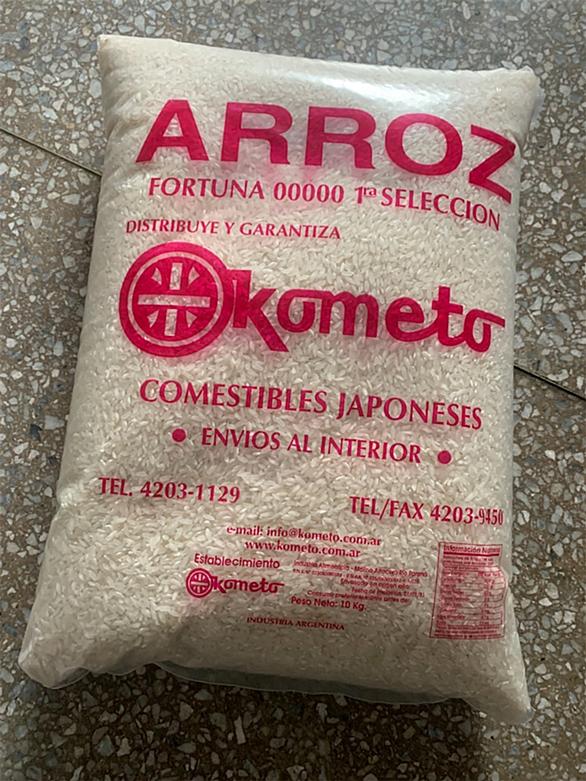 ARROZ
FORTUNA 00000 1ra SELECCION
DISTRIBUYE Y GARANTIZA
kometo
COMESTIBLES JAPONESES
• ENVIOS AL INTERIOR •
TEL. 4203-1129
TEL/FAX 4203-9450
e-mail: info@kometo.com.ar
www.kometo.com.ar
Establecimiento
kometo
Peso Neto: 10 Kg.
INDUSTRIA ARGENTINA
Información